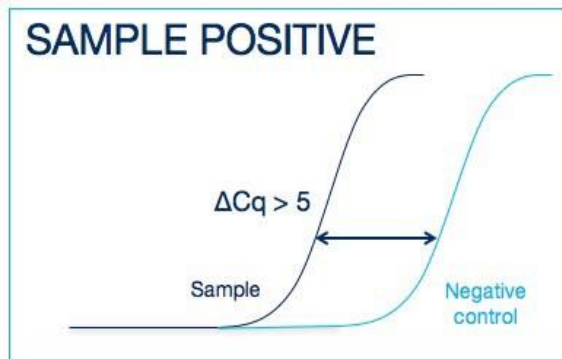 SAMPLE POSITIVE
ΔCq > 5
Sample
Negative
control